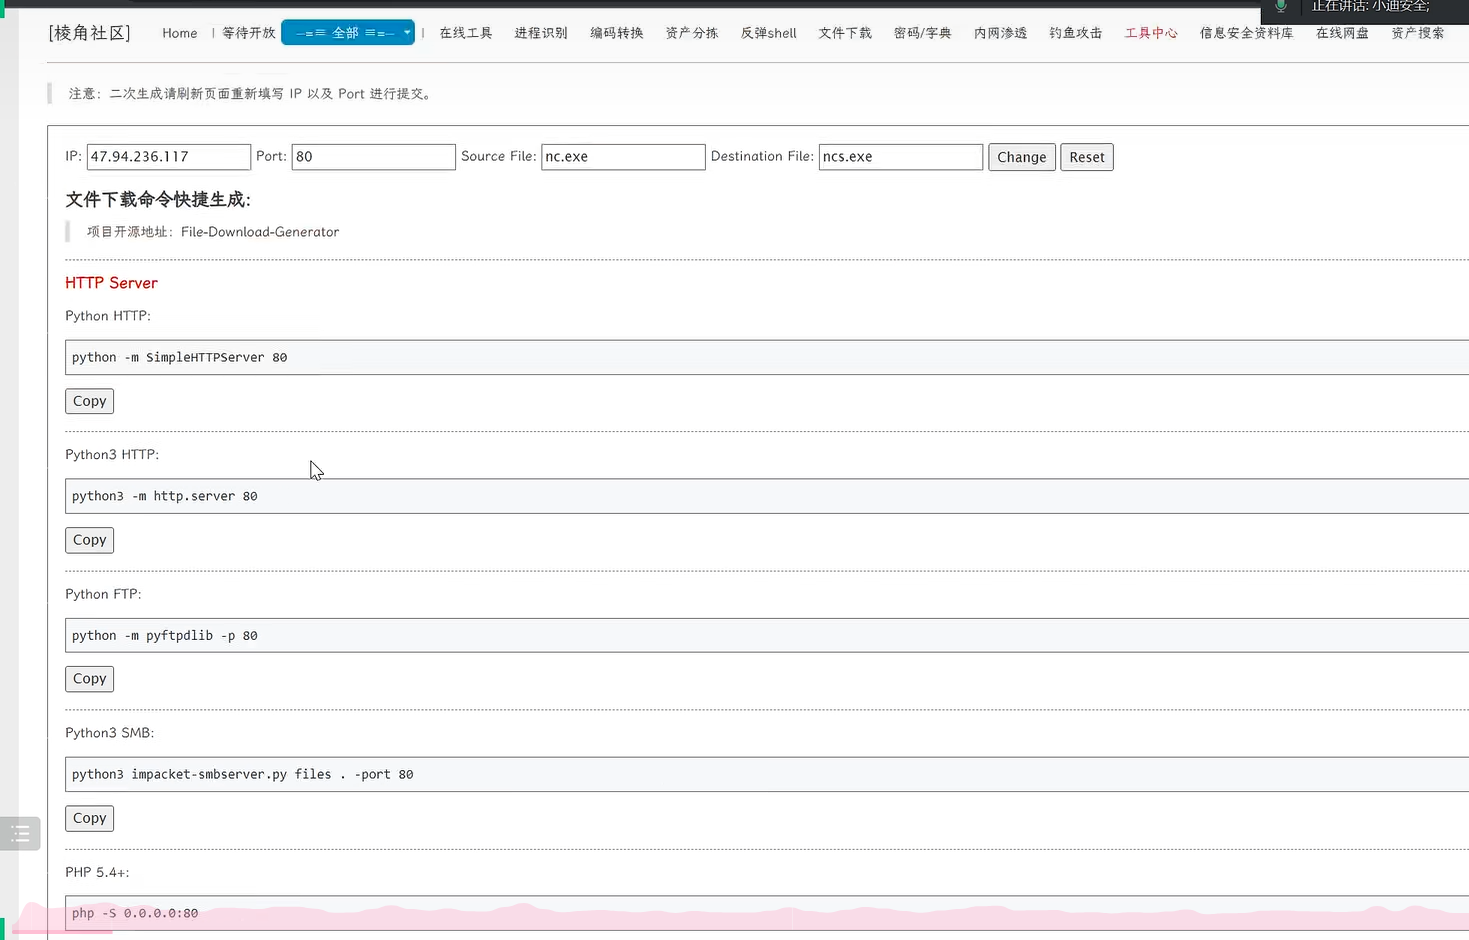 正在讲话: 小迪安全;
[棱角社区] Home | 等待开放 —=≡ 全部 ≡=— | 在线工具 进程识别 编码转换 资产分拣 反弹shell 文件下载 密码/字典 内网渗透 钓鱼攻击 工具中心 信息安全资料库 在线网盘 资产搜索
注意：二次生成请刷新页面重新填写 IP 以及 Port 进行提交。
IP: 47.94.236.117 Port: 80 Source File: nc.exe Destination File: ncs.exe Change Reset
文件下载命令快捷生成:
项目开源地址：File-Download-Generator
HTTP Server
Python HTTP:
python -m SimpleHTTPServer 80
Copy
Python3 HTTP:
python3 -m http.server 80
Copy
Python FTP:
python -m pyftpdlib -p 80
Copy
Python3 SMB:
python3 impacket-smbserver.py files . -port 80
Copy
PHP 5.4+:
php -S 0.0.0.0:80